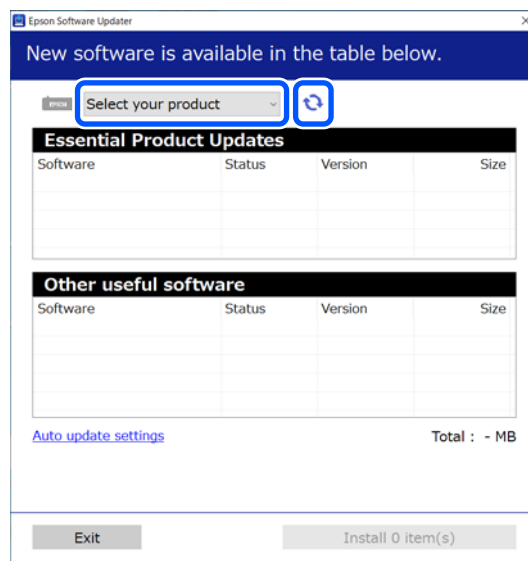 Epson Software Updater
New software is available in the table below.
EPSON Select your product
Essential Product Updates
Software Status Version Size
Other useful software
Software Status Version Size
Auto update settings Total : - MB
Exit Install 0 item(s)